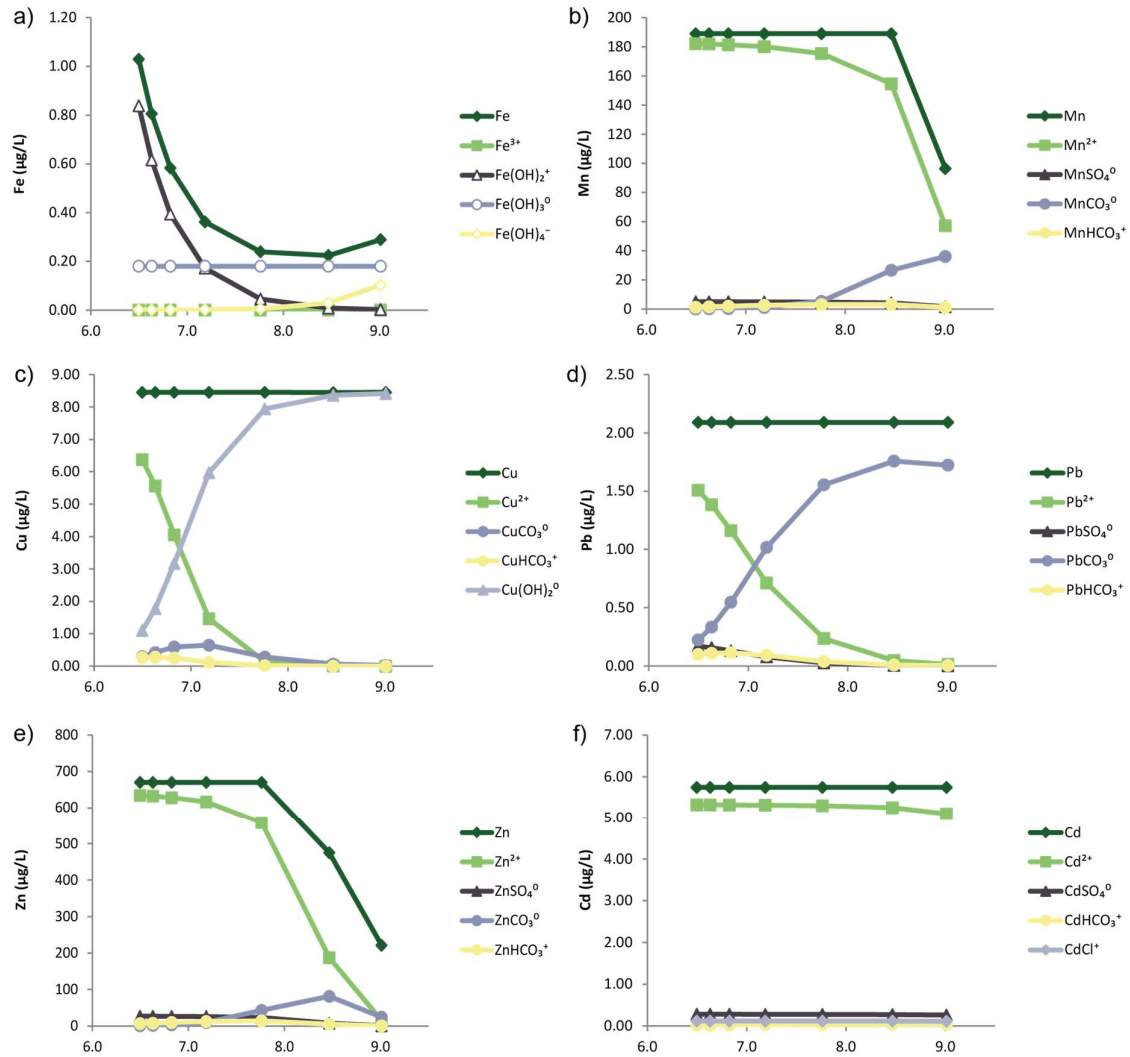 a)
Fe (µg/L)
1.20
1.00
0.80
0.60
0.40
0.20
0.00
6.0 7.0 8.0 9.0
Fe
Fe³⁺
Fe(OH)₂⁺
Fe(OH)₃⁰
Fe(OH)₄⁻
b)
Mn (µg/L)
200
180
160
140
120
100
80
60
40
20
0
6.0 7.0 8.0 9.0
Mn
Mn²⁺
MnSO₄⁰
MnCO₃⁰
MnHCO₃⁺
c)
Cu (µg/L)
9.00
8.00
7.00
6.00
5.00
4.00
3.00
2.00
1.00
0.00
6.0 7.0 8.0 9.0
Cu
Cu²⁺
CuCO₃⁰
CuHCO₃⁺
Cu(OH)₂⁰
d)
Pb (µg/L)
2.50
2.00
1.50
1.00
0.50
0.00
6.0 7.0 8.0 9.0
Pb
Pb²⁺
PbSO₄⁰
PbCO₃⁰
PbHCO₃⁺
e)
Zn (µg/L)
800
700
600
500
400
300
200
100
0
6.0 7.0 8.0 9.0
Zn
Zn²⁺
ZnSO₄⁰
ZnCO₃⁰
ZnHCO₃⁺
f)
Cd (µg/L)
7.00
6.00
5.00
4.00
3.00
2.00
1.00
0.00
6.0 7.0 8.0 9.0
Cd
Cd²⁺
CdSO₄⁰
CdHCO₃⁺
CdCl⁺